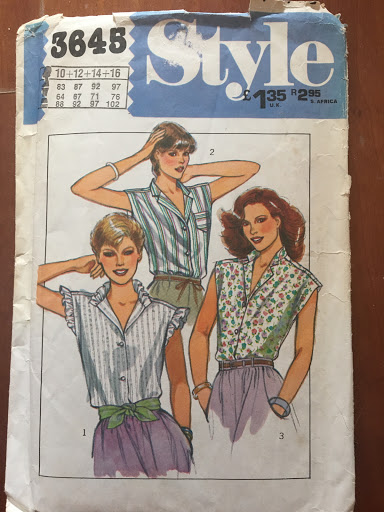 3645
Style
10+12+14+16
83 87 92 97
64 67 71 76
88 92 97 102
£1.35 R2.95
U.K. S. AFRICA
2
1
3